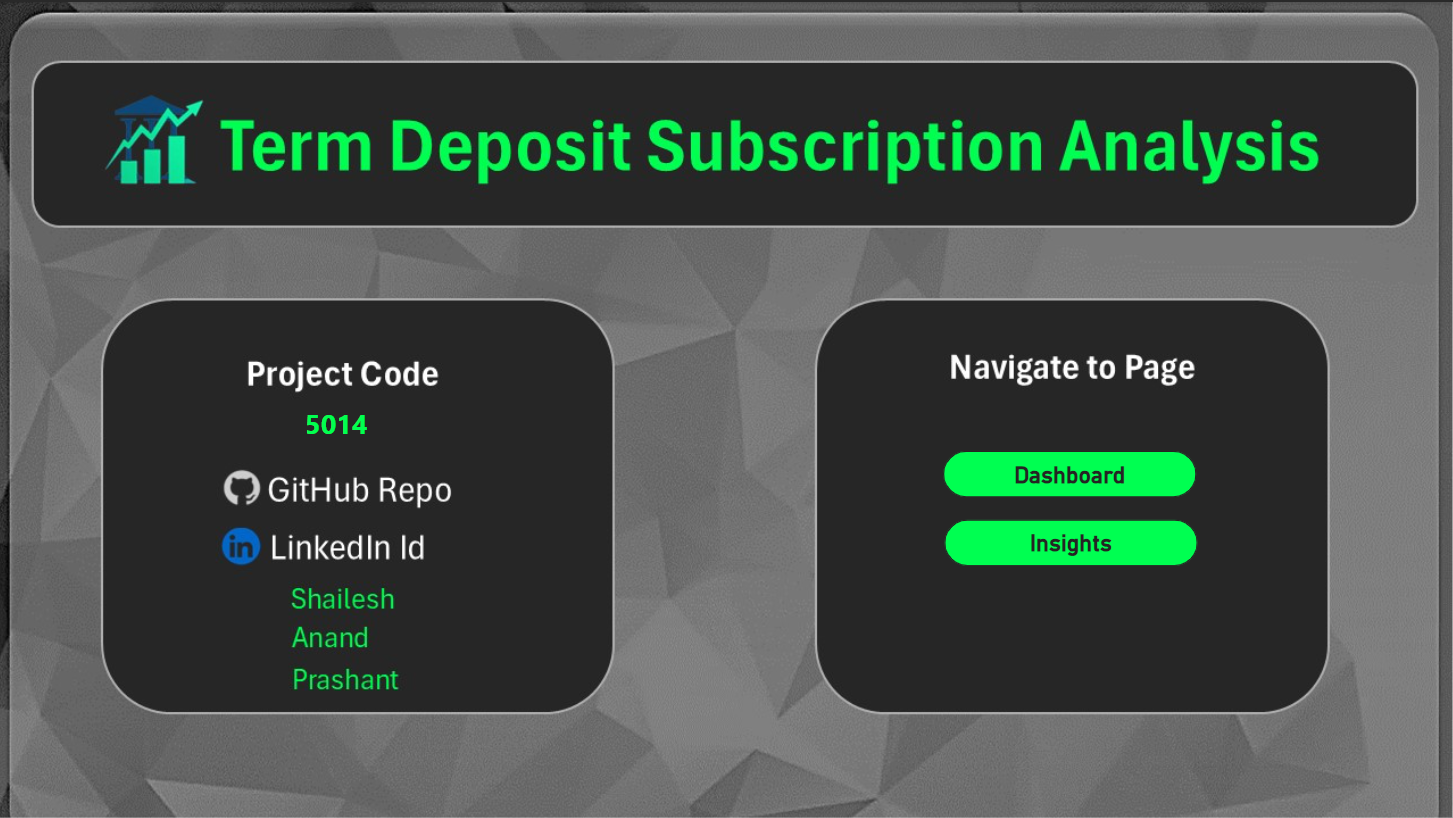 Term Deposit Subscription Analysis
Project Code
5014
GitHub Repo
in LinkedIn Id
Shailesh
Anand
Prashant
Navigate to Page
Dashboard
Insights